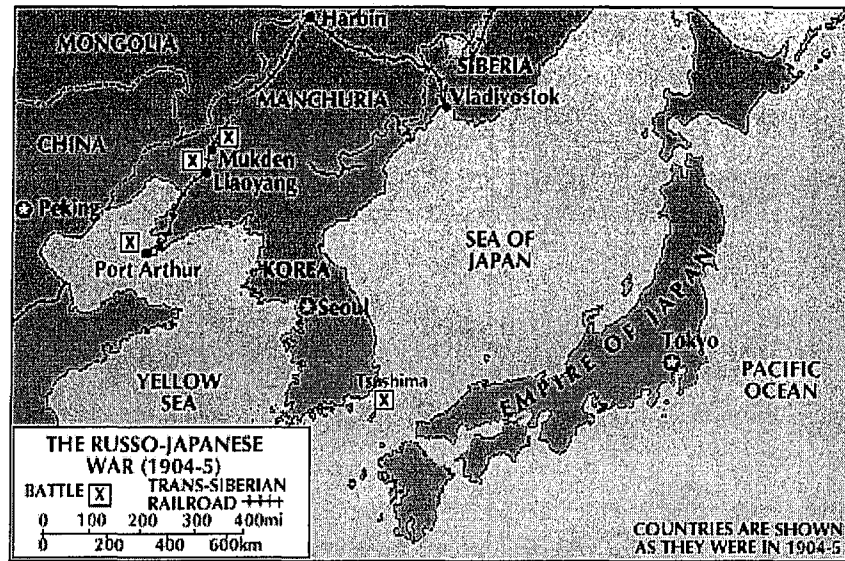 Harbin
MONGOLIA
SIBERIA
MANCHURIA
Vladivostok
CHINA
X
X
Mukden
Liaoyang
Peking
X
Port Arthur
KOREA
SEA OF
JAPAN
Seoul
EMPIRE OF JAPAN
Tokyo
YELLOW
SEA
Tsushima
X
PACIFIC
OCEAN
THE RUSSO-JAPANESE
WAR (1904-5)
BATTLE X TRANS-SIBERIAN
RAILROAD
0 100 200 300 400mi
0 200 400 600km
COUNTRIES ARE SHOWN
AS THEY WERE IN 1904-5